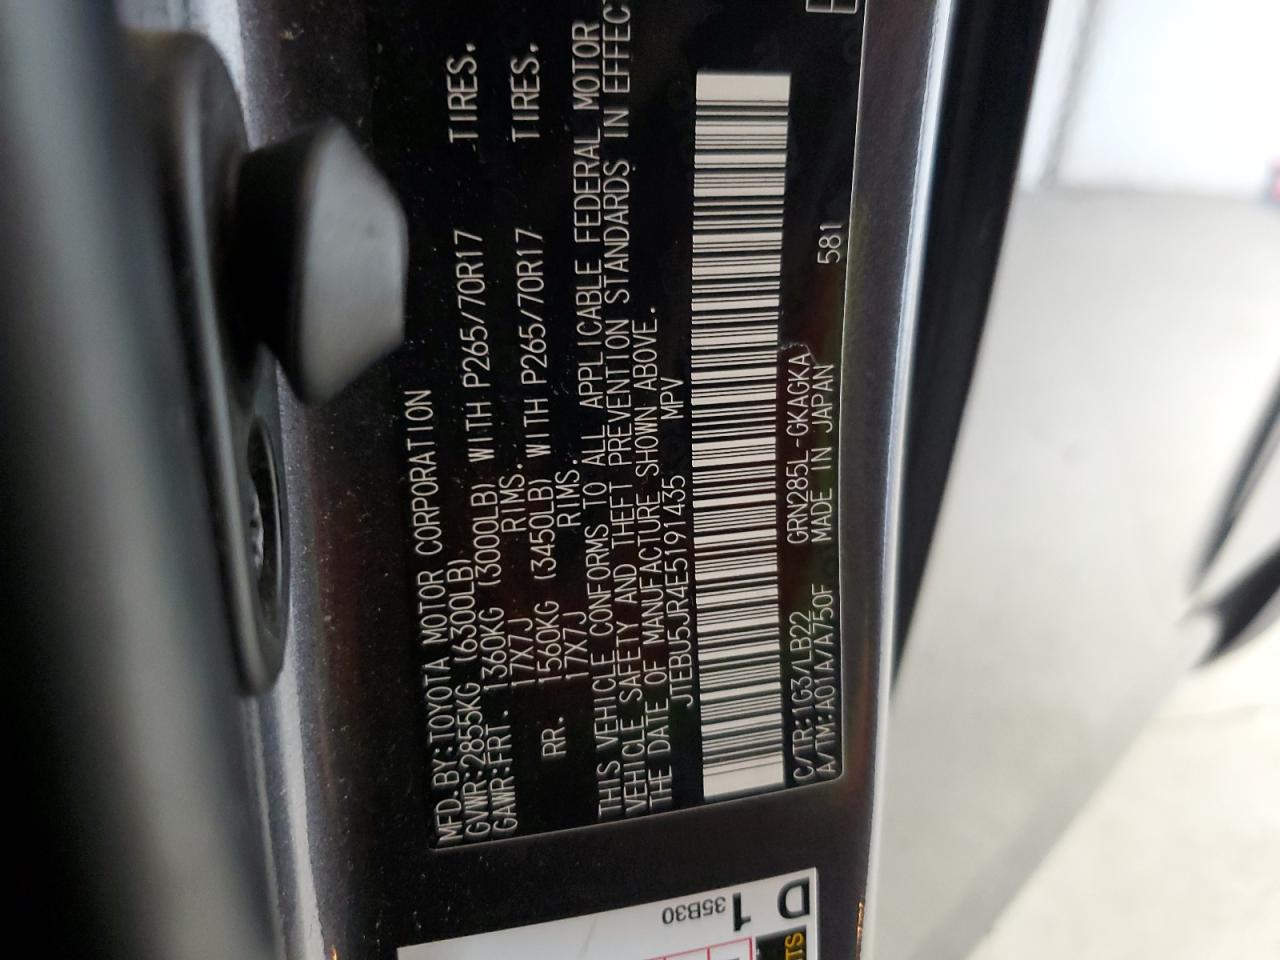 MFD.BY:TOYOTA MOTOR CORPORATION
GVWR:2855KG (6300LB)
GAWR:FRT. 1360KG (3000LB) WITH P265/70R17 TIRES.
17X7J RIMS.
RR. 1560KG (3450LB) WITH P265/70R17 TIRES.
17X7J RIMS.
THIS VEHICLE CONFORMS TO ALL APPLICABLE FEDERAL MOTOR
VEHICLE SAFETY AND THEFT PREVENTION STANDARDS IN EFFEC
THE DATE OF MANUFACTURE SHOWN ABOVE.
JTEBU5JR4E5191435 MPV
C/TR:1G3/LB22 GRN285L-GKAGKA
A/TM:A01A/A750F MADE IN JAPAN 581
D1
35B30